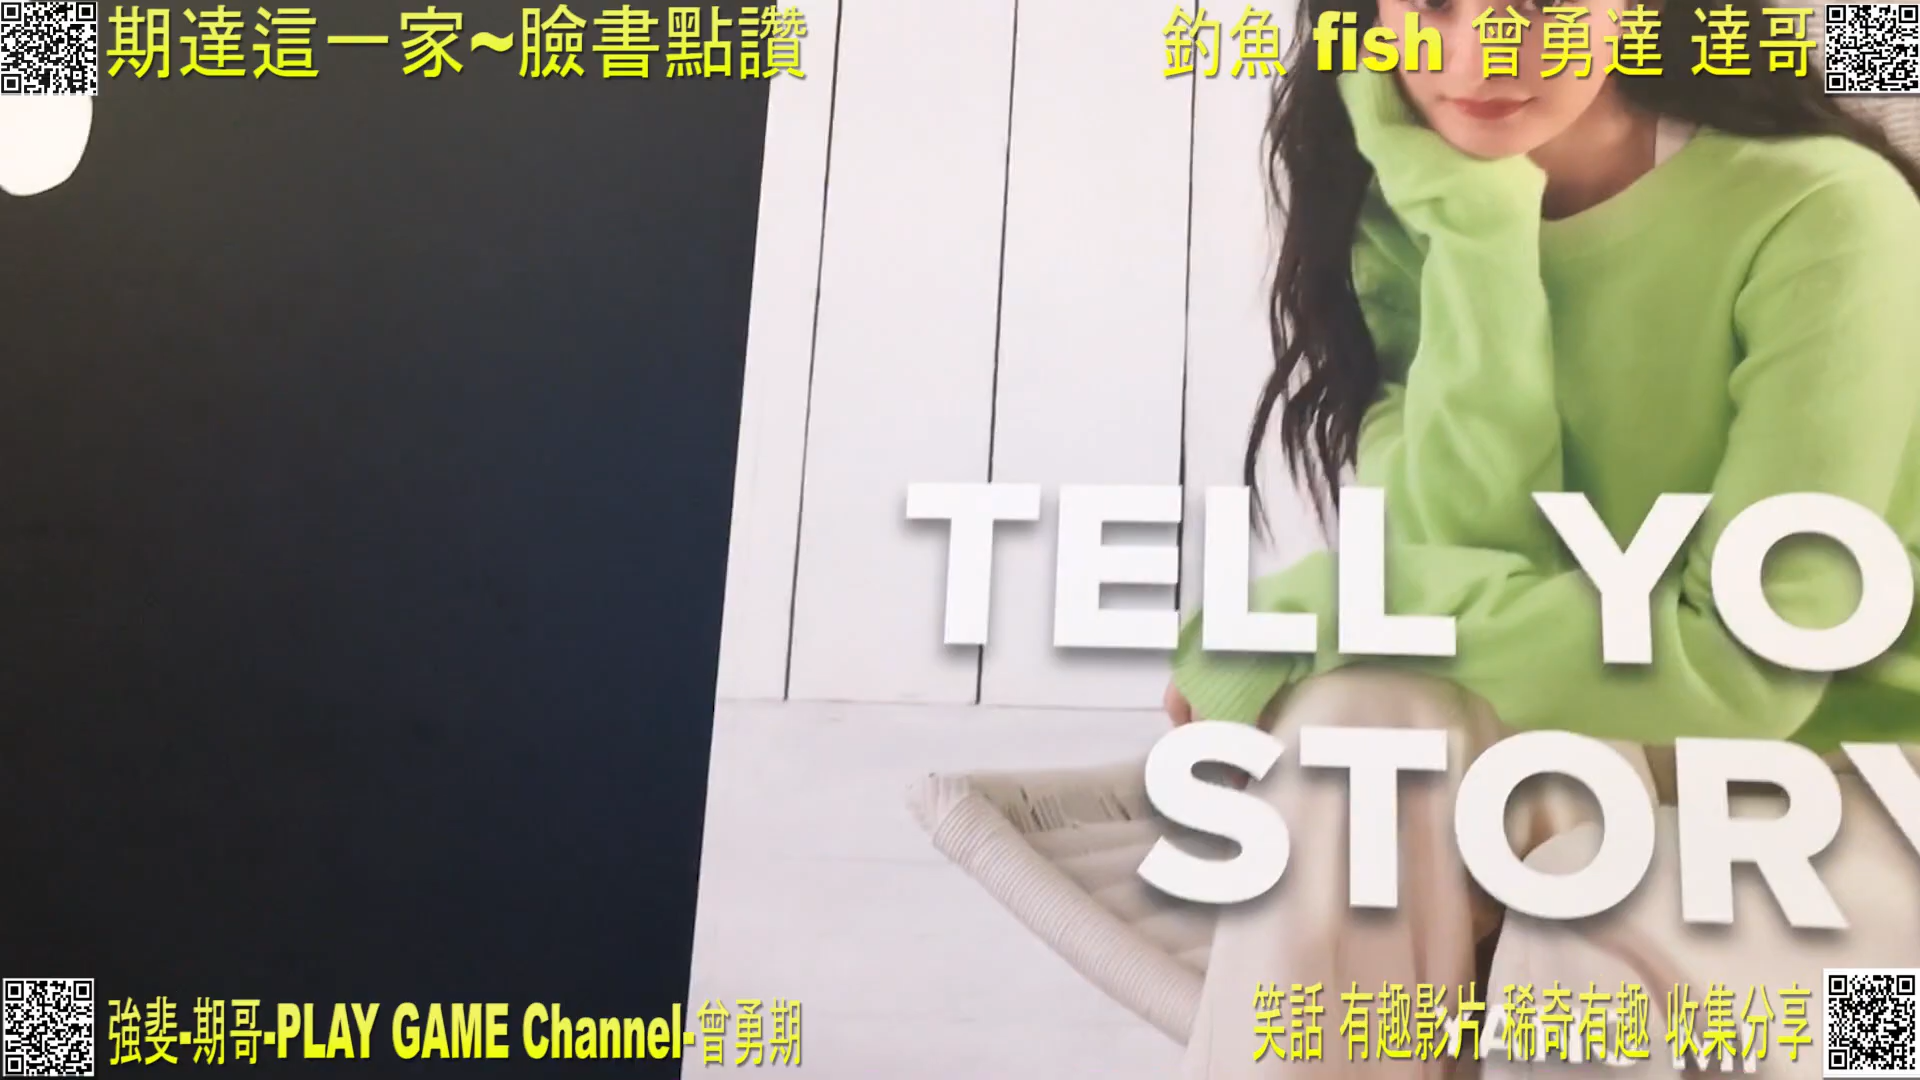 期達這一家~臉書點讚
釣魚 fish 曾勇達 達哥
TELL YO
STORY
強斐-期哥-PLAY GAME Channel-曾勇期
笑話 有趣影片 稀奇有趣 收集分享